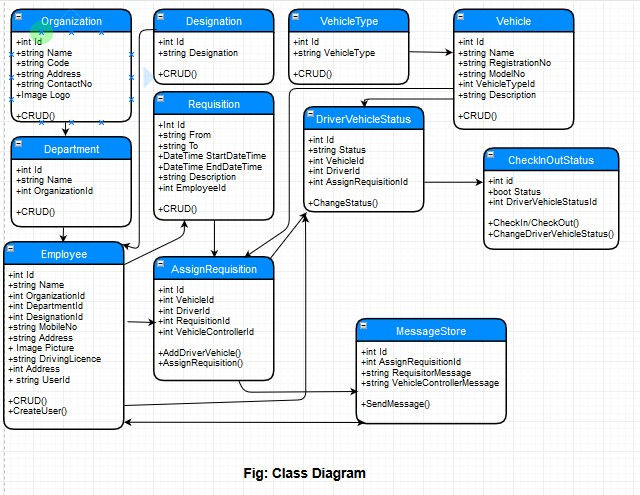 Organization
+int Id
+string Name
+string Code
+string Address
+string ContactNo
+Image Logo
+CRUD()
Designation
+int Id
+string Designation
+CRUD()
VehicleType
+int Id
+string VehicleType
+CRUD()
Vehicle
+int Id
+string Name
+string RegistrationNo
+string ModelNo
+int VehicleTypeId
+string Description
+CRUD()
Requisition
+Int Id
+string From
+string To
+DateTime StartDateTime
+DateTime EndDateTime
+string Description
+int EmployeeId
+CRUD()
DriverVehicleStatus
+int Id
+string Status
+int VehicleId
+int DriverId
+int AssignRequisitionId
+ChangeStatus()
Department
+int Id
+string Name
+int OrganizationId
+CRUD()
CheckInOutStatus
+int id
+boot Status
+int DriverVehicleStatusId
+CheckIn/CheckOut()
+ChangeDriverVehicleStatus()
Employee
+int Id
+string Name
+int OrganizationId
+int DepartmentId
+int DesignationId
+string MobileNo
+string Address
+ Image Picture
+string DrivingLicence
+int Address
+ string UserId
+CRUD()
+CreateUser()
AssignRequisition
+int Id
+int VehicleId
+int DriverId
+int RequisitionId
+int VehicleControllerId
+AddDriverVehicle()
+AssignRequisition()
MessageStore
+int Id
+int AssignRequisitionId
+string RequisitorMessage
+string VehicleControllerMessage
+SendMessage()
Fig: Class Diagram